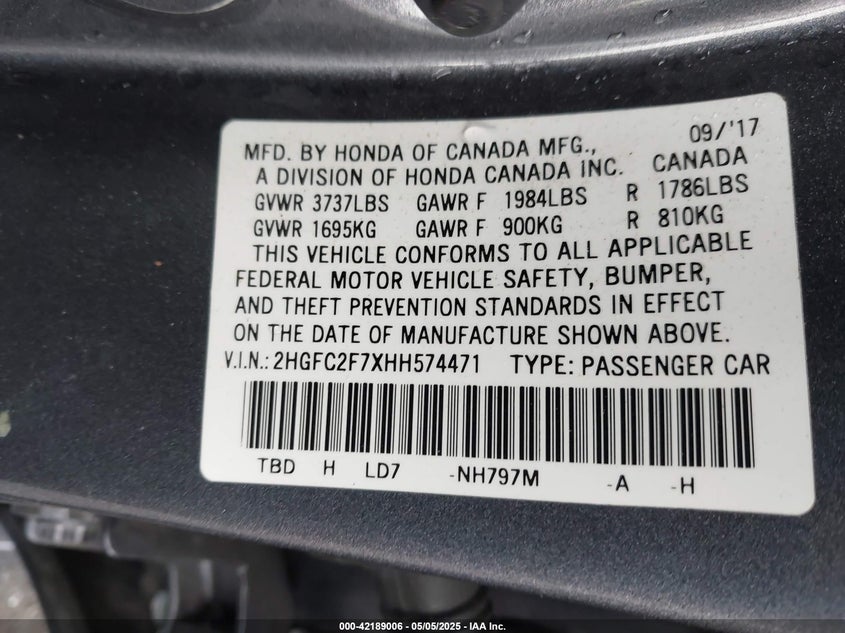 MFD. BY HONDA OF CANADA MFG., 09/'17
A DIVISION OF HONDA CANADA INC. CANADA
GVWR 3737LBS GAWR F 1984LBS R 1786LBS
GVWR 1695KG GAWR F 900KG R 810KG
THIS VEHICLE CONFORMS TO ALL APPLICABLE
FEDERAL MOTOR VEHICLE SAFETY, BUMPER,
AND THEFT PREVENTION STANDARDS IN EFFECT
ON THE DATE OF MANUFACTURE SHOWN ABOVE.
V.I.N.: 2HGFC2F7XHH574471 TYPE: PASSENGER CAR
TBD H LD7 -NH797M -A -H
000-42189006 - 05/05/2025 - IAA Inc.